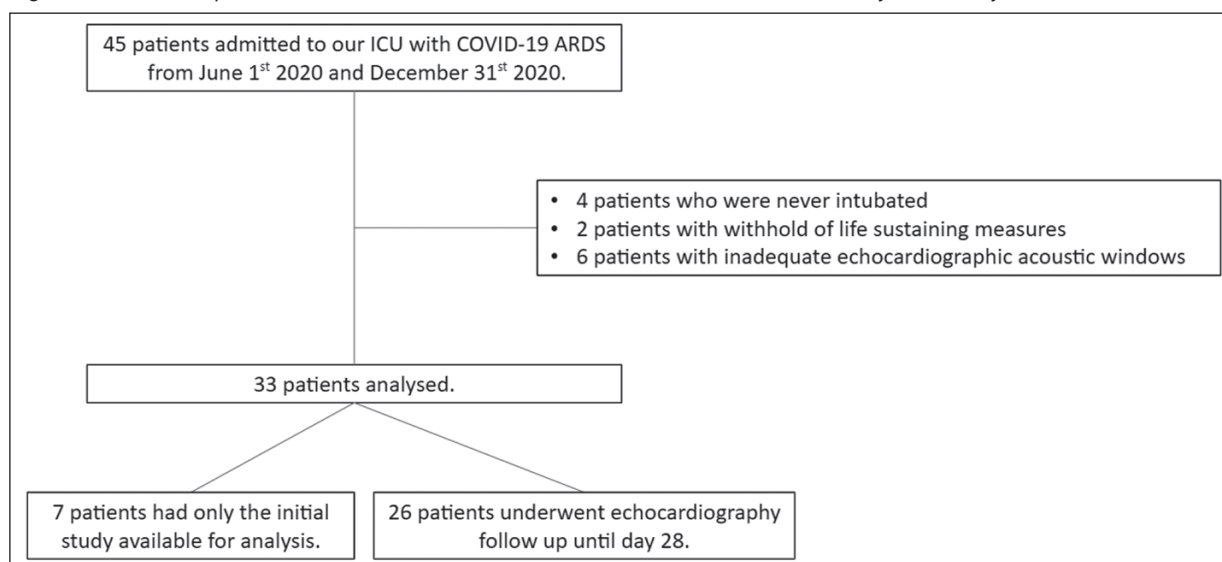 45 patients admitted to our ICU with COVID-19 ARDS
from June 1st 2020 and December 31st 2020.
• 4 patients who were never intubated
• 2 patients with withhold of life sustaining measures
• 6 patients with inadequate echocardiographic acoustic windows
33 patients analysed.
7 patients had only the initial
study available for analysis.
26 patients underwent echocardiography
follow up until day 28.